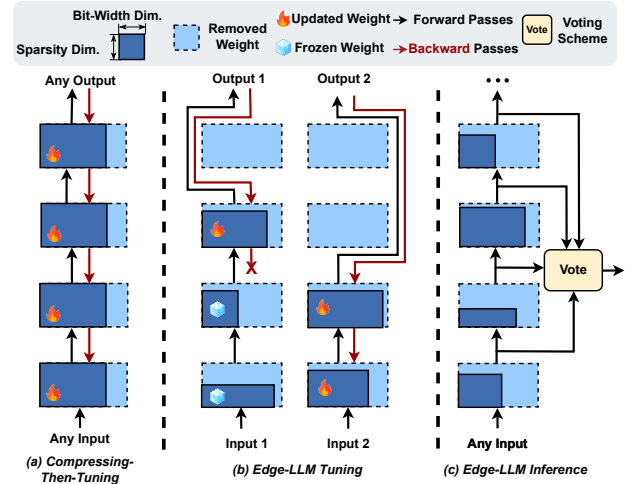 Bit-Width Dim.
Sparsity Dim.
Removed
Weight
Updated Weight
Frozen Weight
Forward Passes
Backward Passes
Vote
Voting
Scheme
Any Output
Output 1
Output 2
X
Vote
Any Input
Input 1
Input 2
Any Input
(a) Compressing-
Then-Tuning
(b) Edge-LLM Tuning
(c) Edge-LLM Inference